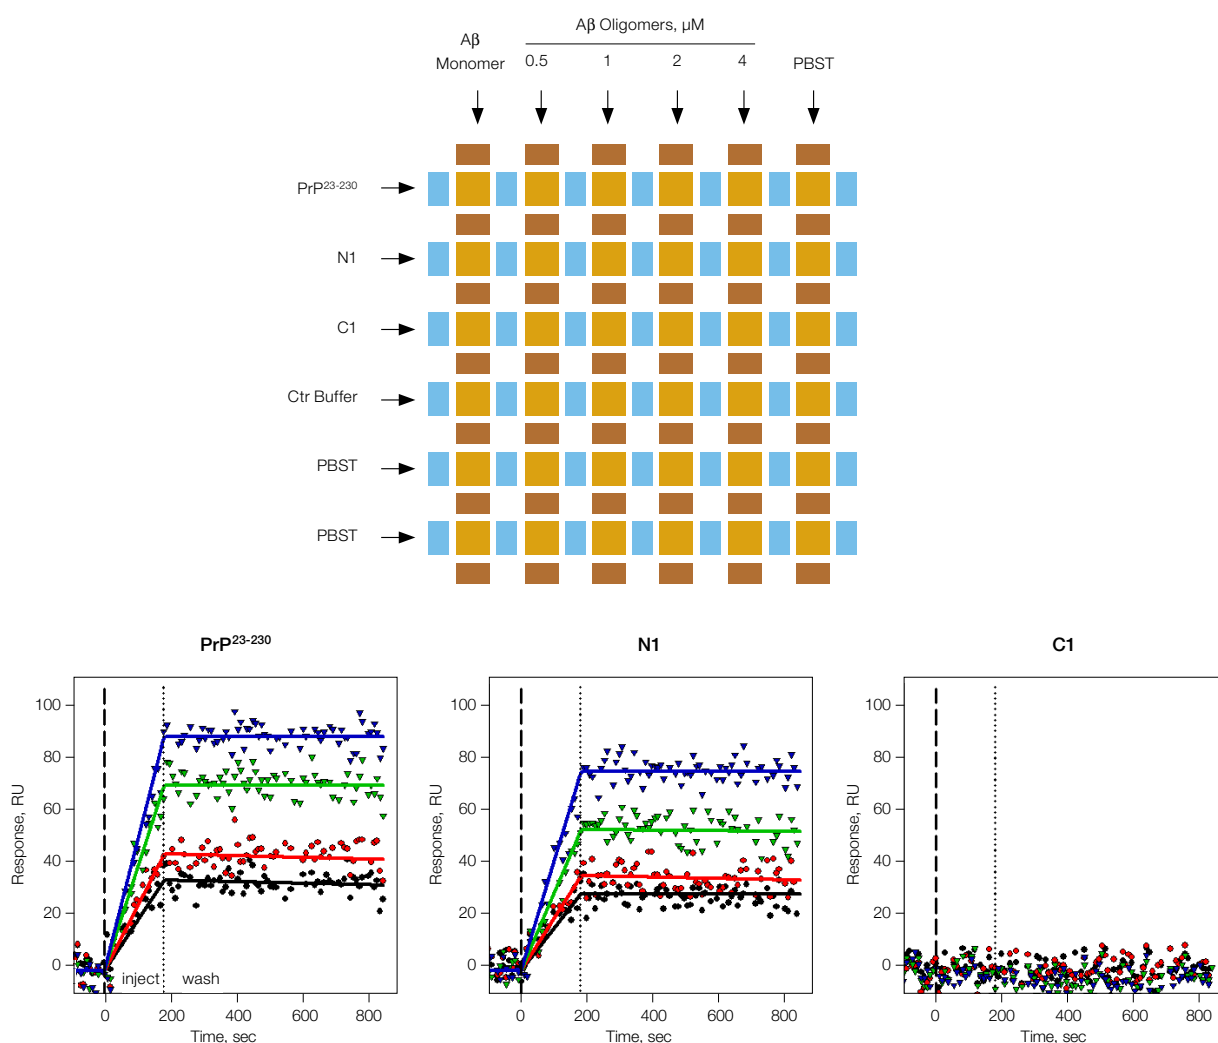 Aβ Oligomers, µM
Aβ
Monomer
0.5
1
2
4
PBST
PrP23-230
N1
C1
Ctr Buffer
PBST
PBST
PrP23-230
N1
C1
Response, RU
100
80
60
40
20
0
inject
wash
0
200
400
600
800
Time, sec
Response, RU
100
80
60
40
20
0
0
200
400
600
800
Time, sec
Response, RU
100
80
60
40
20
0
0
200
400
600
800
Time, sec